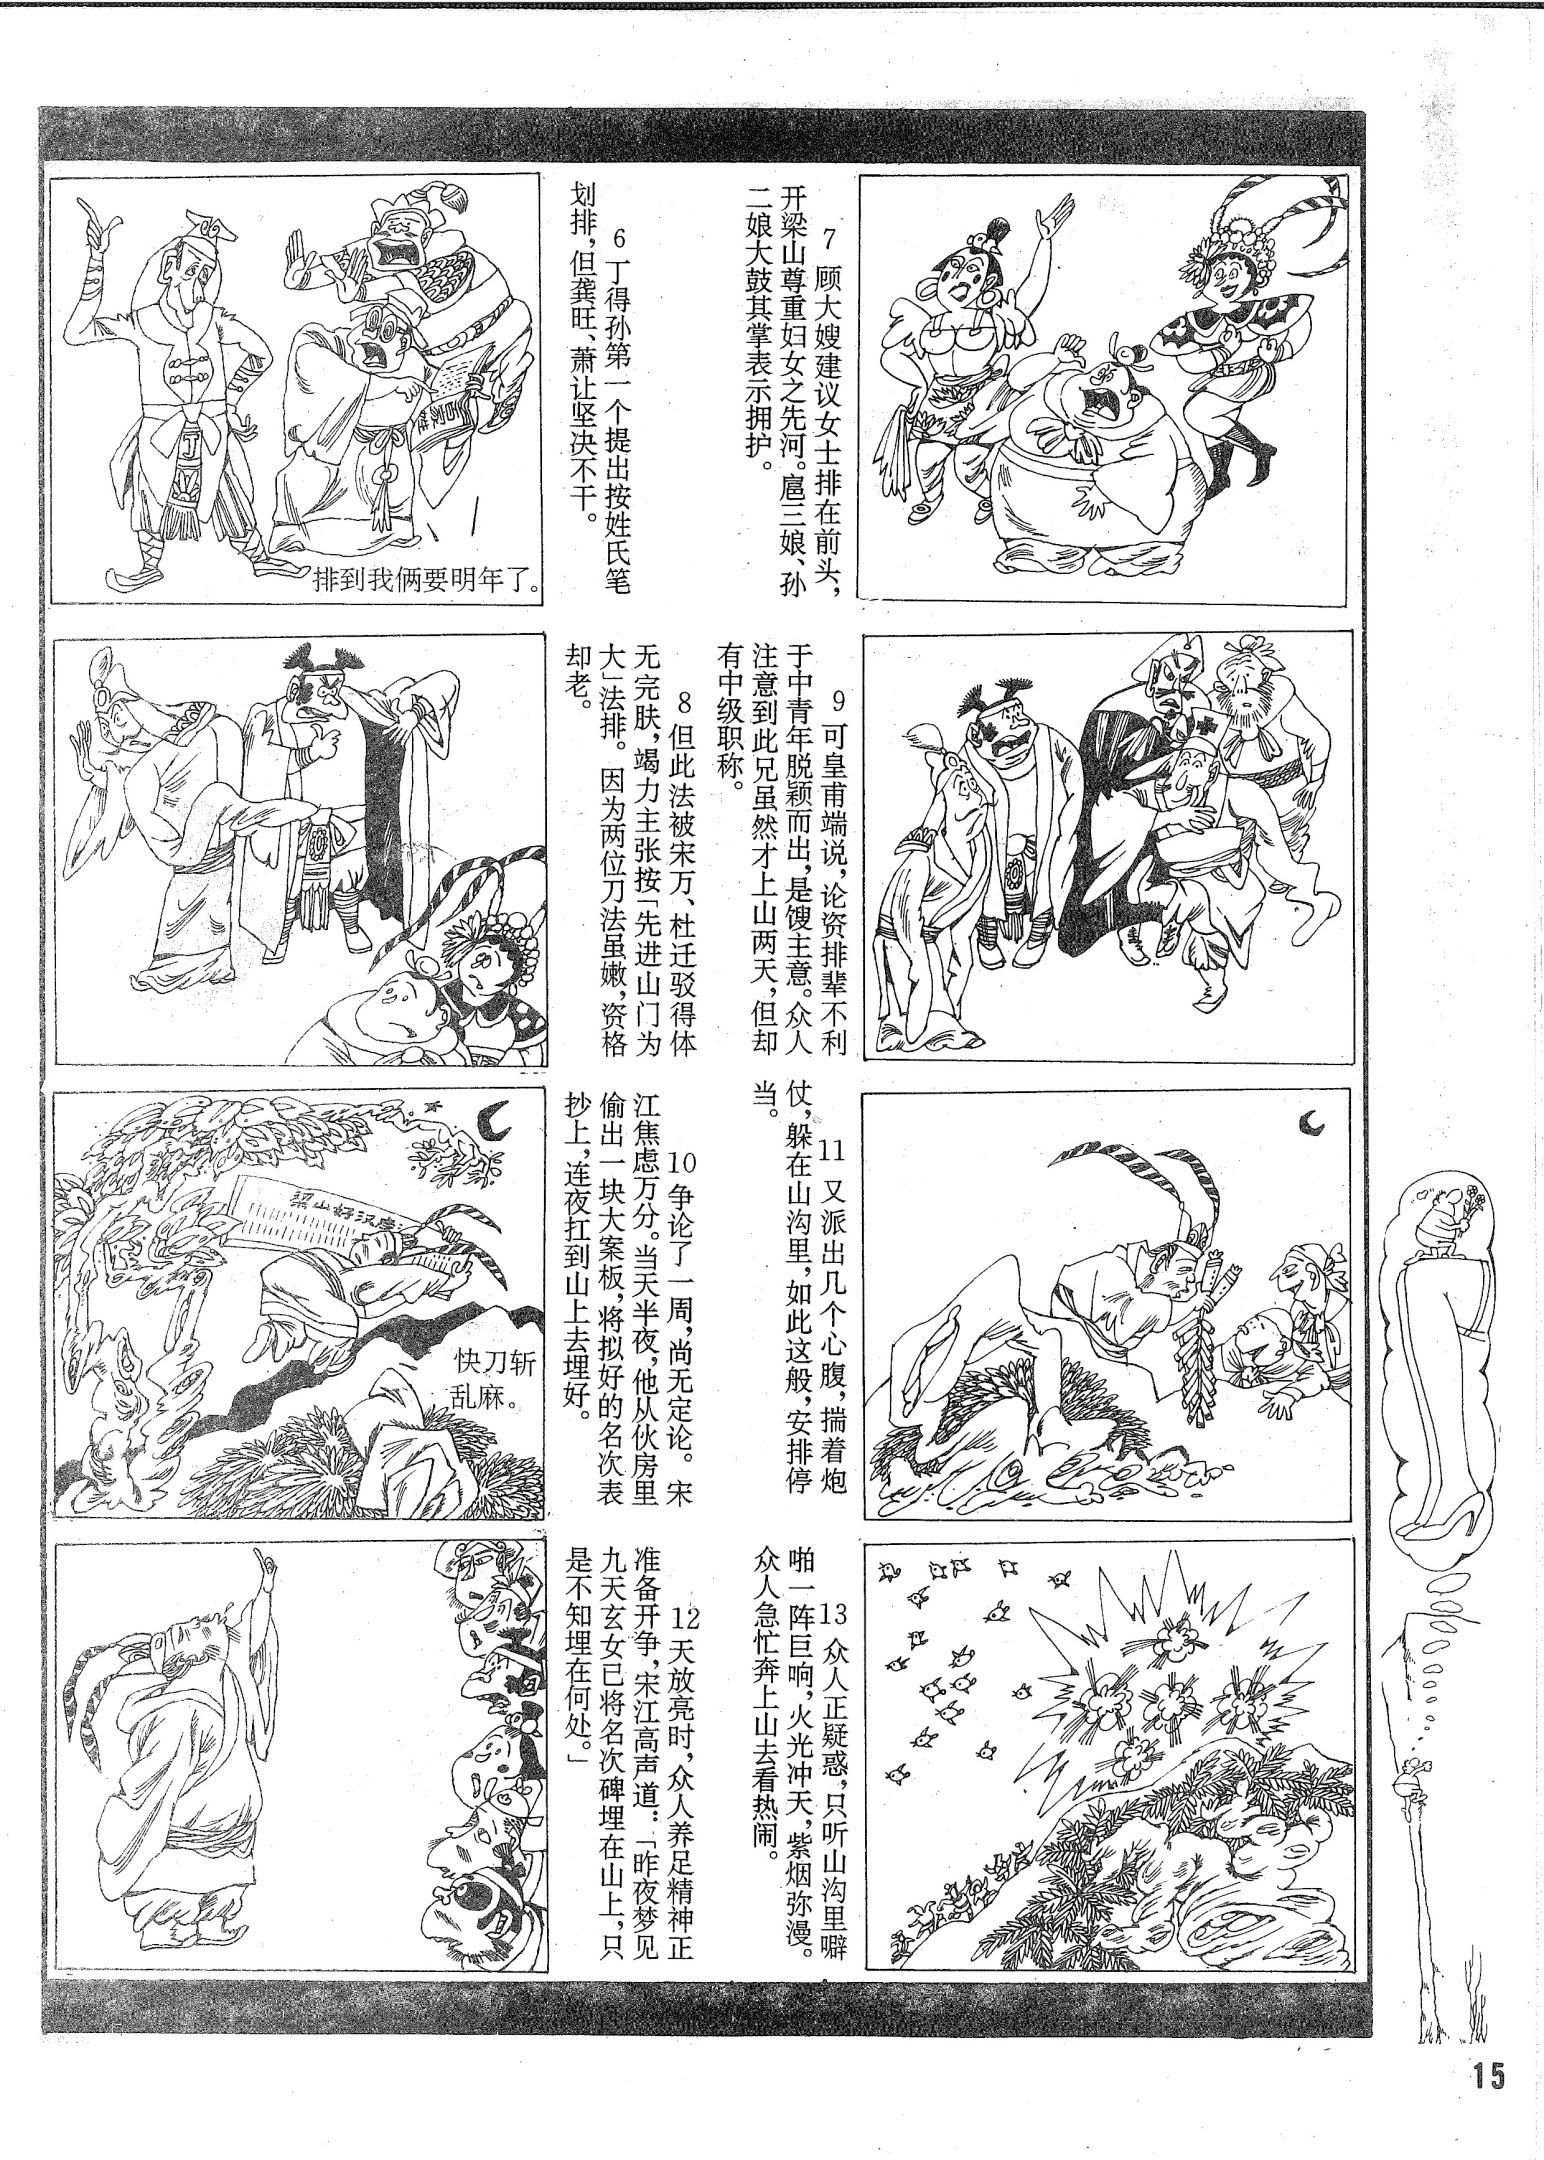 6 丁得孙第一个提出按姓氏笔
划排，但龚旺、萧让坚决不干。
排到我俩要明年了。
7 顾大嫂建议女士排在前头，
开梁山尊重妇女之先河。扈三娘、孙
二娘大鼓其掌表示拥护。
8 但此法被宋万、杜迁驳得体
无完肤，竭力主张按「先进山门为
大」法排。因为两位刀法虽嫩，资格
却老。
9 可皇甫端说，论资排辈不利
于中青年脱颖而出，是馊主意。众人
注意到此兄虽然才上山两天，但却
有中级职称。
10 争论了一周，尚无定论。宋
江焦虑万分。当天半夜，他从伙房里
偷出一块大案板，将拟好的名次表
抄上，连夜扛到山上去埋好。
梁山好汉座
快刀斩
乱麻。
11 又派出几个心腹，揣着炮
仗，躲在山沟里，如此这般，安排停
当。
12 天放亮时，众人养足精神正
准备开争，宋江高声道：「昨夜梦见
九天玄女已将名次碑埋在山上，只
是不知埋在何处。」
13 众人正疑惑，只听山沟里噼
啪一阵巨响，火光冲天，紫烟弥漫。
众人急忙奔上山去看热闹。
15